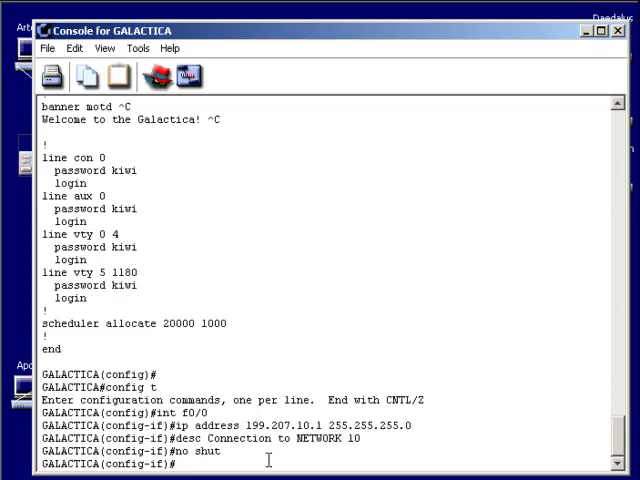 Daedalus
Arte
Console for GALACTICA
File Edit View Tools Help
banner motd ^C
Welcome to the Galactica! ^C
!
line con 0
password kiwi
login
line aux 0
password kiwi
login
line vty 0 4
password kiwi
login
line vty 5 1180
password kiwi
login
!
scheduler allocate 20000 1000
!
end
GALACTICA(config)#
GALACTICA#config t
Enter configuration commands, one per line. End with CNTL/Z
GALACTICA(config)#int f0/0
GALACTICA(config-if)#ip address 199.207.10.1 255.255.255.0
GALACTICA(config-if)#desc Connection to NETWORK 10
GALACTICA(config-if)#no shut
GALACTICA(config-if)#
Apo